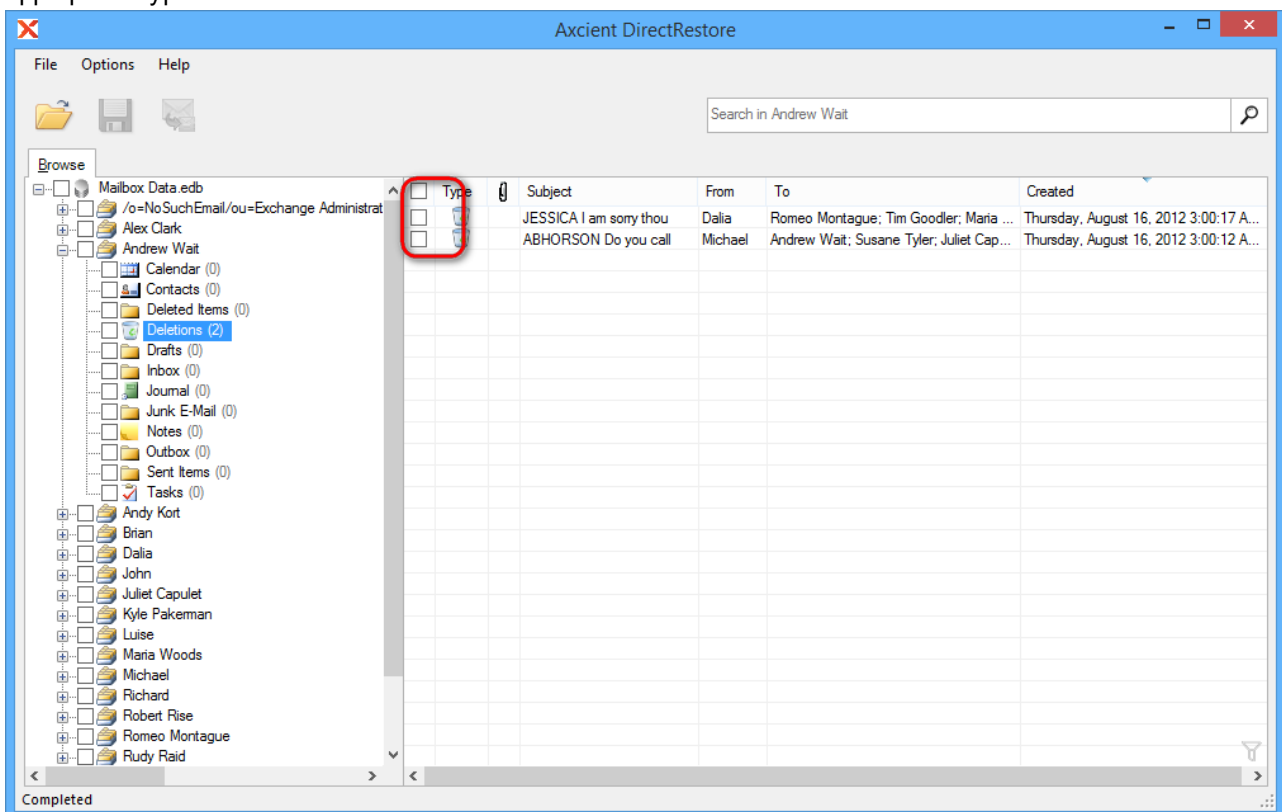 Axcient DirectRestore
File Options Help
Search in Andrew Wait
Browse
Mailbox Data.edb
/o=NoSuchEmail/ou=Exchange Administrat
Alex Clark
Andrew Wait
Calendar (0)
Contacts (0)
Deleted Items (0)
Deletions (2)
Drafts (0)
Inbox (0)
Journal (0)
Junk E-Mail (0)
Notes (0)
Outbox (0)
Sent Items (0)
Tasks (0)
Andy Kort
Brian
Dalia
John
Juliet Capulet
Kyle Pakerman
Luise
Maria Woods
Michael
Richard
Robert Rise
Romeo Montague
Rudy Raid
Type Subject From To Created
JESSICA I am sorry thou Dalia Romeo Montague; Tim Goodler; Maria ... Thursday, August 16, 2012 3:00:17 A...
ABHORSON Do you call Michael Andrew Wait; Susane Tyler; Juliet Cap... Thursday, August 16, 2012 3:00:12 A...
Completed